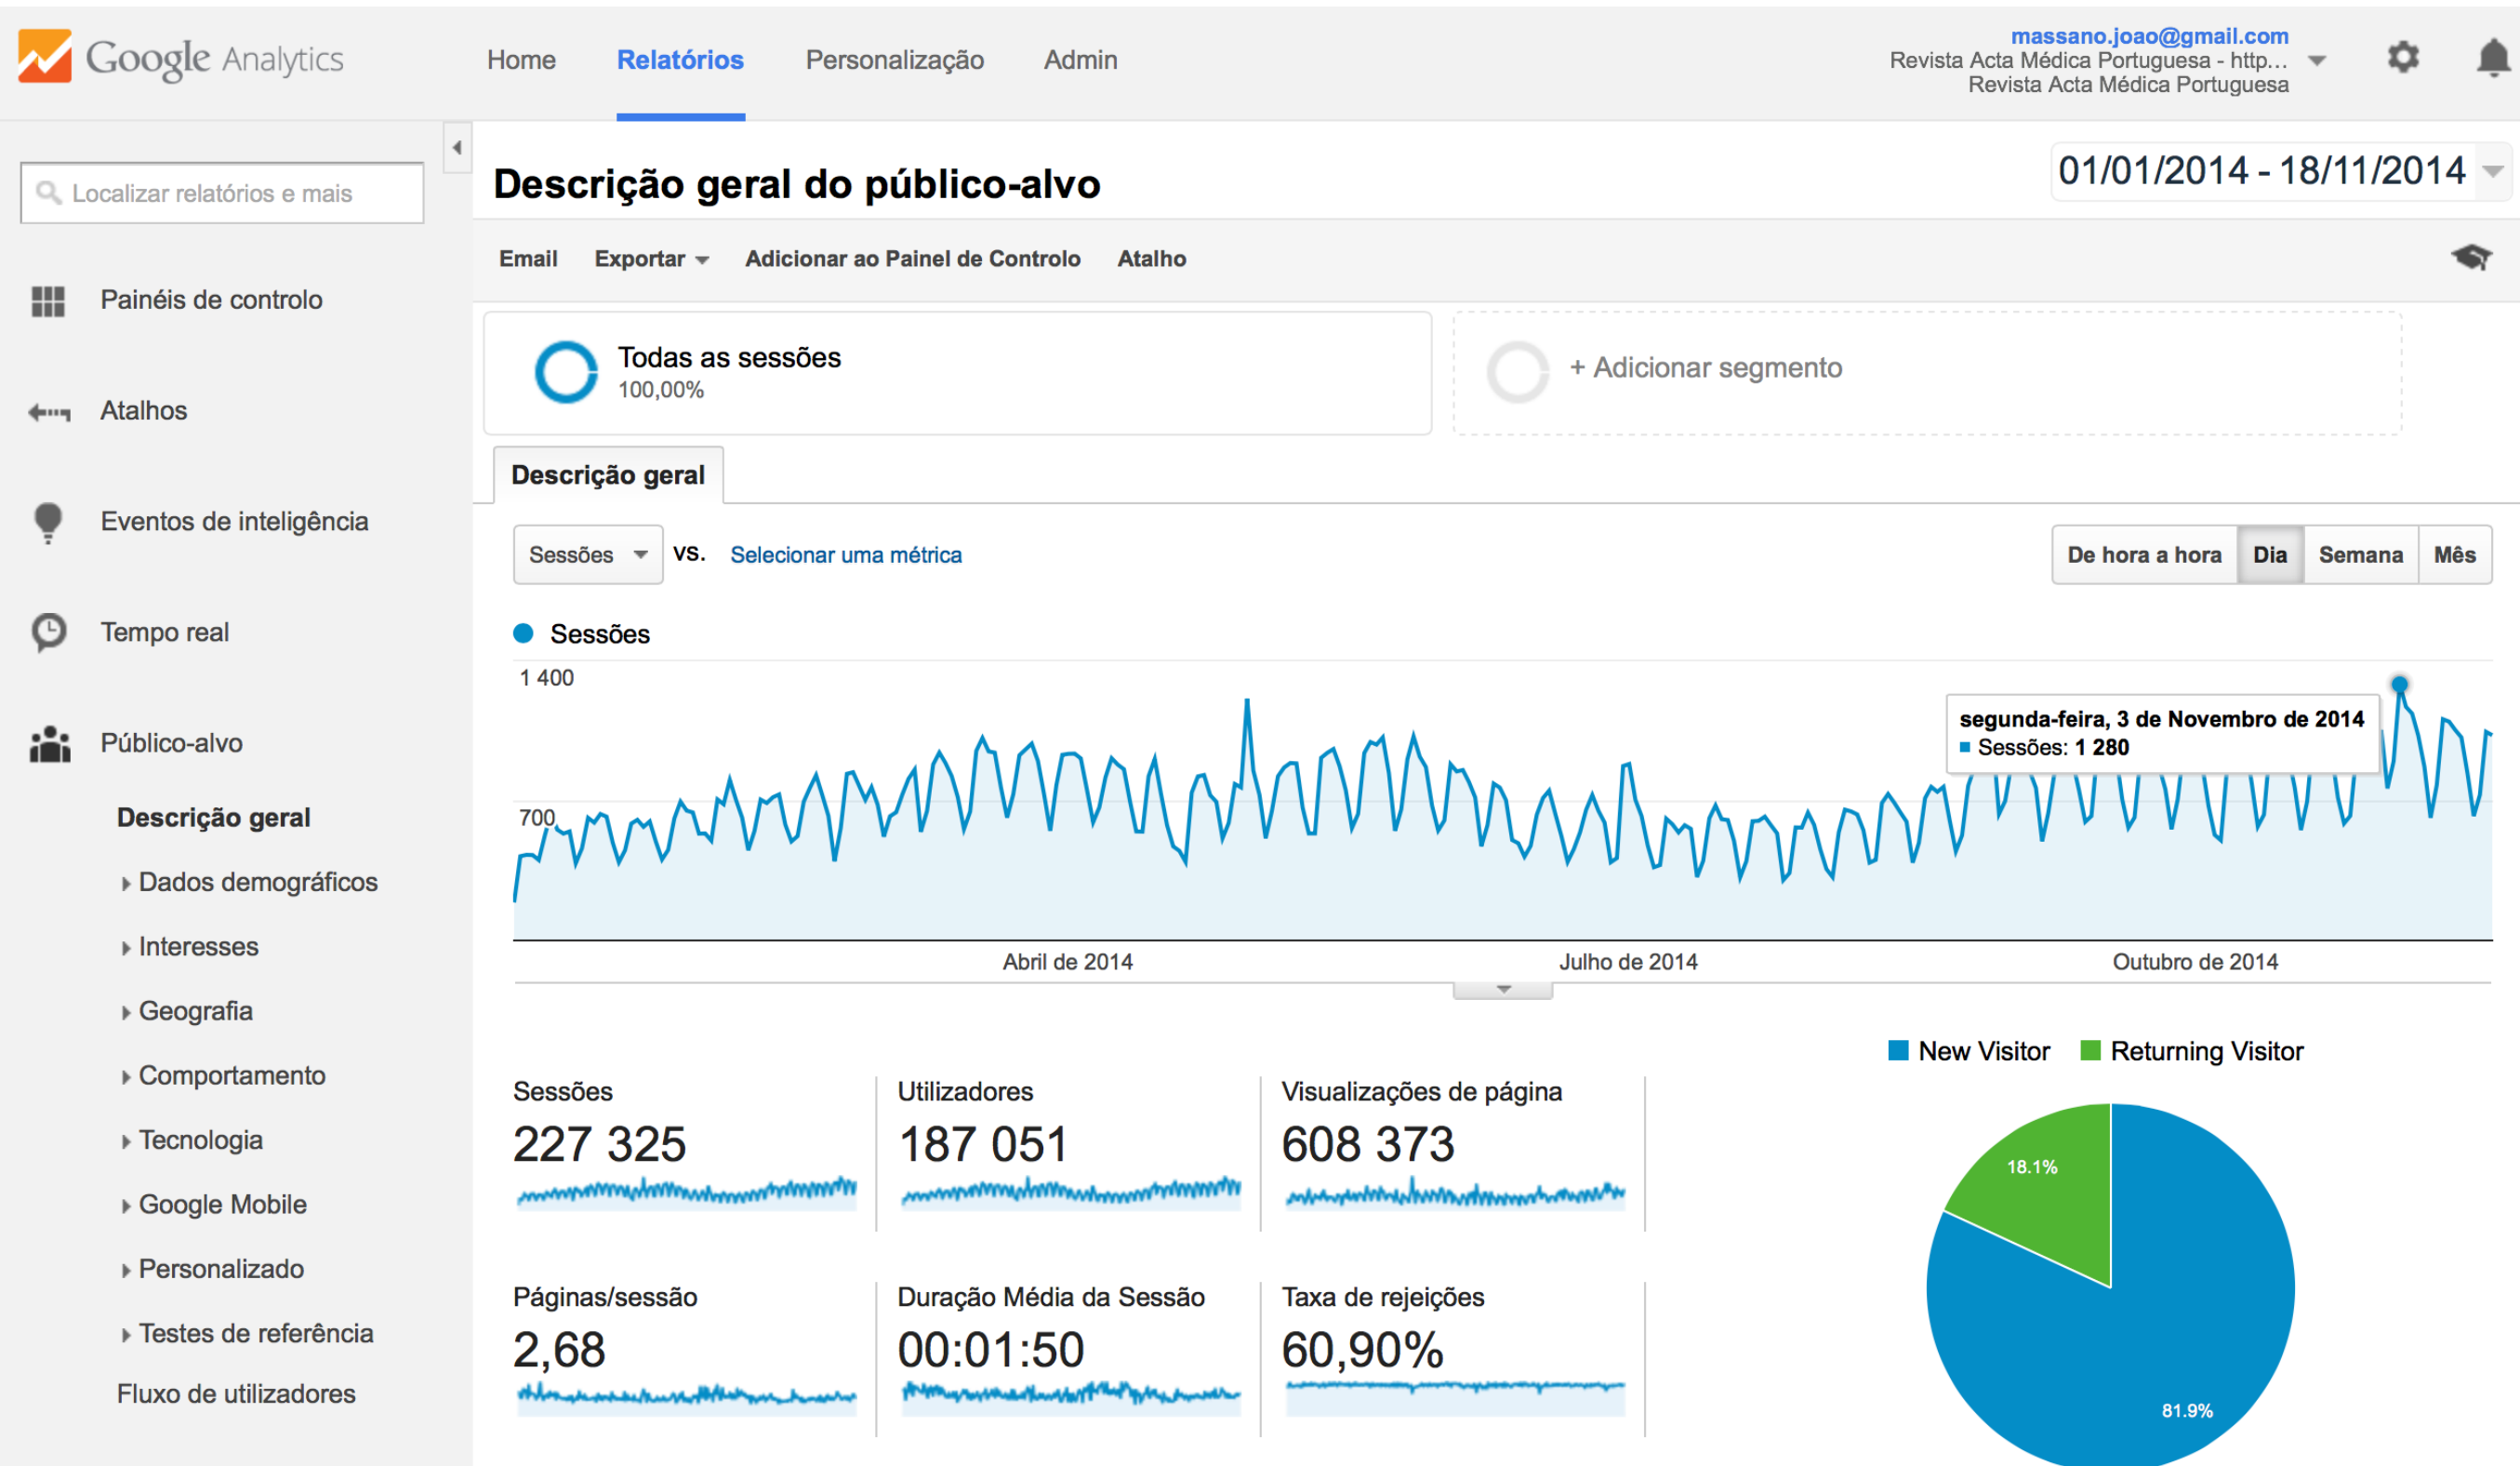 Google Analytics
Home
Relatórios
Personalização
Admin
massano.joao@gmail.com
Revista Acta Médica Portuguesa - http...
Revista Acta Médica Portuguesa
Localizar relatórios e mais
Painéis de controlo
Atalhos
Eventos de inteligência
Tempo real
Público-alvo
Descrição geral
Dados demográficos
Interesses
Geografia
Comportamento
Tecnologia
Google Mobile
Personalizado
Testes de referência
Fluxo de utilizadores
Descrição geral do público-alvo
01/01/2014 - 18/11/2014
Email
Exportar
Adicionar ao Painel de Controlo
Atalho
Todas as sessões
100,00%
+ Adicionar segmento
Descrição geral
Sessões
VS.
Selecionar uma métrica
De hora a hora
Dia
Semana
Mês
Sessões
1 400
700
segunda-feira, 3 de Novembro de 2014
Sessões: 1 280
Abril de 2014
Julho de 2014
Outubro de 2014
Sessões
227 325
Utilizadores
187 051
Visualizações de página
608 373
Páginas/sessão
2,68
Duração Média da Sessão
00:01:50
Taxa de rejeições
60,90%
New Visitor
Returning Visitor
18.1%
81.9%